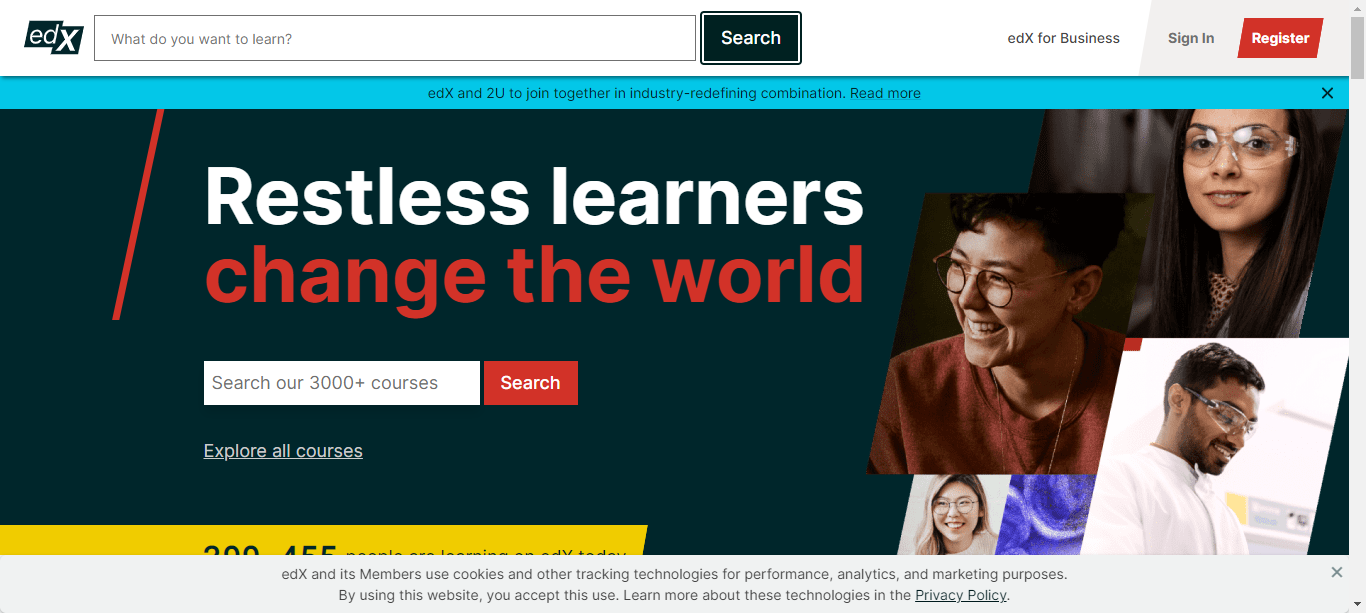 edX
What do you want to learn?
Search
edX for Business
Sign In
Register
edX and 2U to join together in industry-redefining combination. Read more
Restless learners
change the world
Search our 3000+ courses
Search
Explore all courses
people are learning on edX today
edX and its Members use cookies and other tracking technologies for performance, analytics, and marketing purposes.
By using this website, you accept this use. Learn more about these technologies in the Privacy Policy.